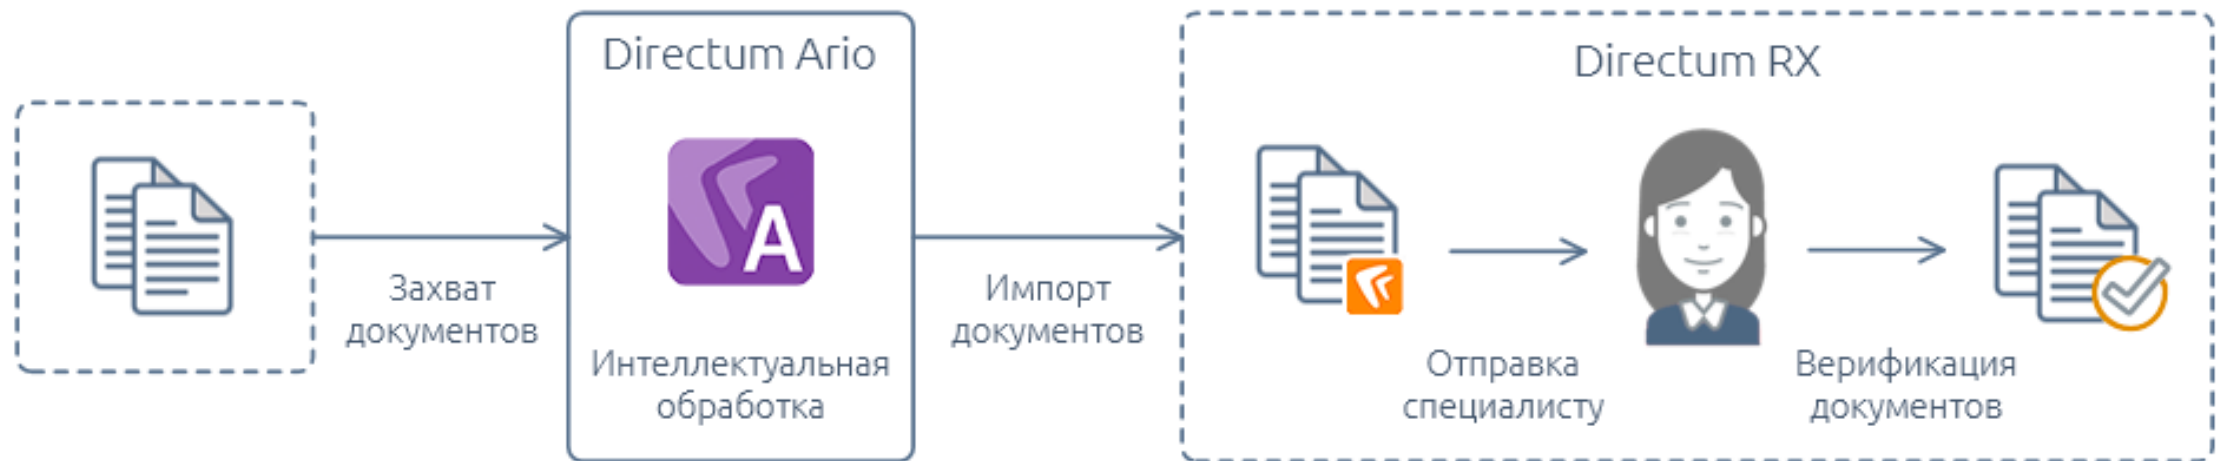 Directum Ario
Directum RX
A
Захват
документов
Интеллектуальная
обработка
Импорт
документов
Отправка
специалисту
Верификация
документов